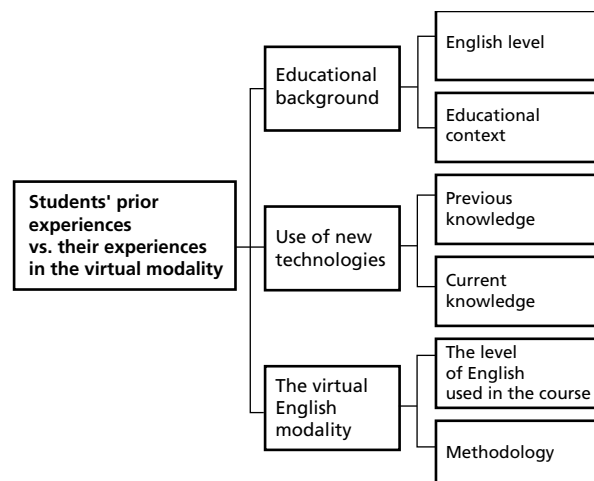 Students' prior
experiences
vs. their experiences
in the virtual modality
Educational
background
English level
Educational
context
Use of new
technologies
Previous
knowledge
Current
knowledge
The virtual
English
modality
The level
of English
used in the course
Methodology